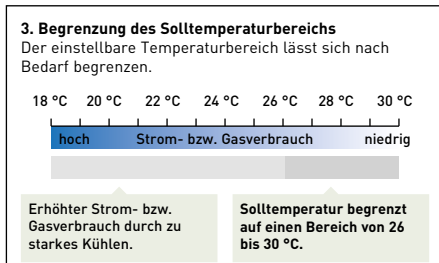 3. Begrenzung des Solltemperaturbereichs
Der einstellbare Temperaturbereich lässt sich nach
Bedarf begrenzen.
18 °C 20 °C 22 °C 24 °C 26 °C 28 °C 30 °C
hoch Strom- bzw. Gasverbrauch niedrig
Erhöhter Strom- bzw.
Gasverbrauch durch zu
starkes Kühlen.
Solltemperatur begrenzt
auf einen Bereich von 26
bis 30 °C.